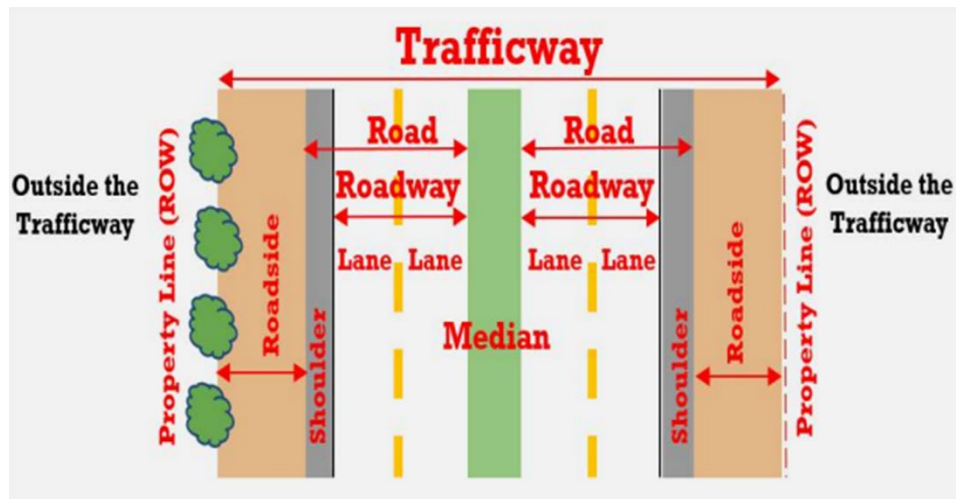 Trafficway
Road
Road
Roadway
Roadway
Outside the
Trafficway
Outside the
Trafficway
Property Line (ROW)
Roadside
Shoulder
Lane
Lane
Lane
Lane
Median
Shoulder
Roadside
Property Line (ROW)